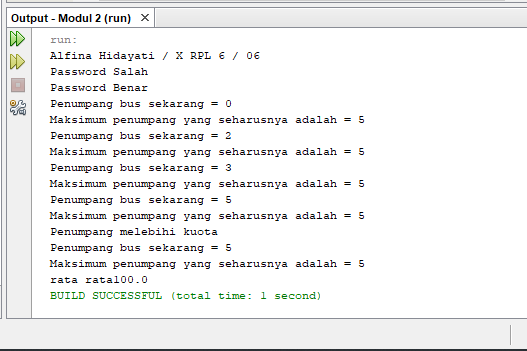 Output - Modul 2 (run)
run:
Alfina Hidayati / X RPL 6 / 06
Password Salah
Password Benar
Penumpang bus sekarang = 0
Maksimum penumpang yang seharusnya adalah = 5
Penumpang bus sekarang = 2
Maksimum penumpang yang seharusnya adalah = 5
Penumpang bus sekarang = 3
Maksimum penumpang yang seharusnya adalah = 5
Penumpang bus sekarang = 5
Maksimum penumpang yang seharusnya adalah = 5
Penumpang melebihi kuota
Penumpang bus sekarang = 5
Maksimum penumpang yang seharusnya adalah = 5
rata rata100.0
BUILD SUCCESSFUL (total time: 1 second)